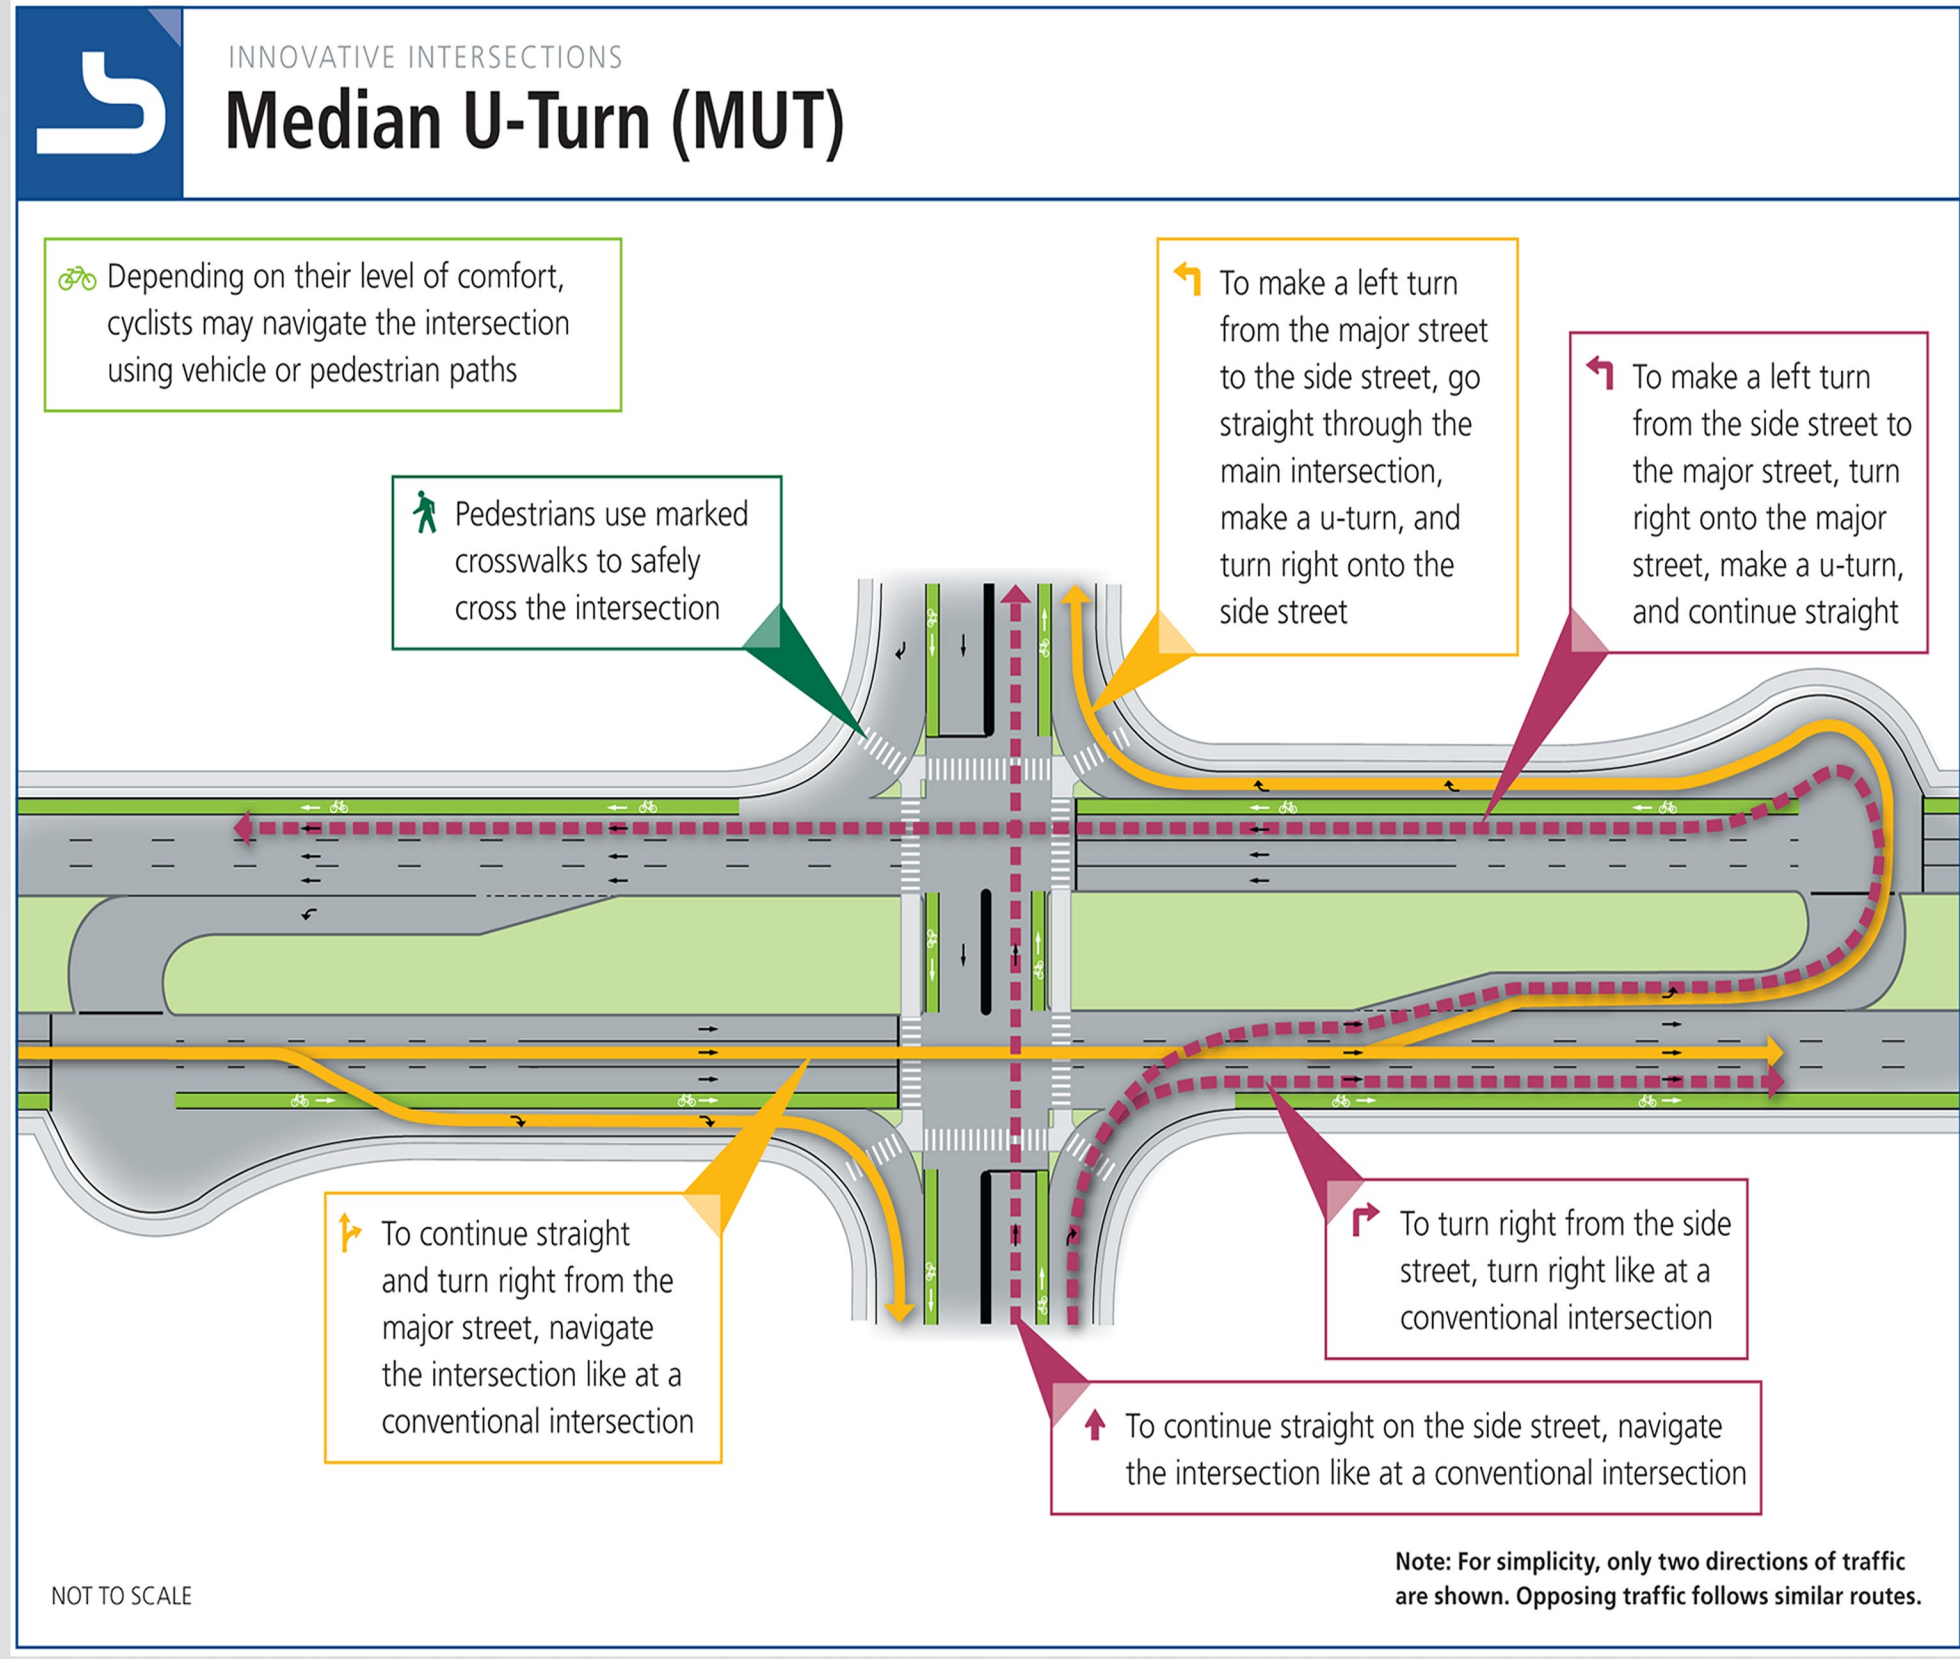 INNOVATIVE INTERSECTIONS
Median U-Turn (MUT)
Depending on their level of comfort,
cyclists may navigate the intersection
using vehicle or pedestrian paths
Pedestrians use marked
crosswalks to safely
cross the intersection
To make a left turn
from the major street
to the side street, go
straight through the
main intersection,
make a u-turn, and
turn right onto the
side street
To make a left turn
from the side street to
the major street, turn
right onto the major
street, make a u-turn,
and continue straight
To continue straight
and turn right from the
major street, navigate
the intersection like at a
conventional intersection
To turn right from the side
street, turn right like at a
conventional intersection
To continue straight on the side street, navigate
the intersection like at a conventional intersection
NOT TO SCALE
Note: For simplicity, only two directions of traffic
are shown. Opposing traffic follows similar routes.